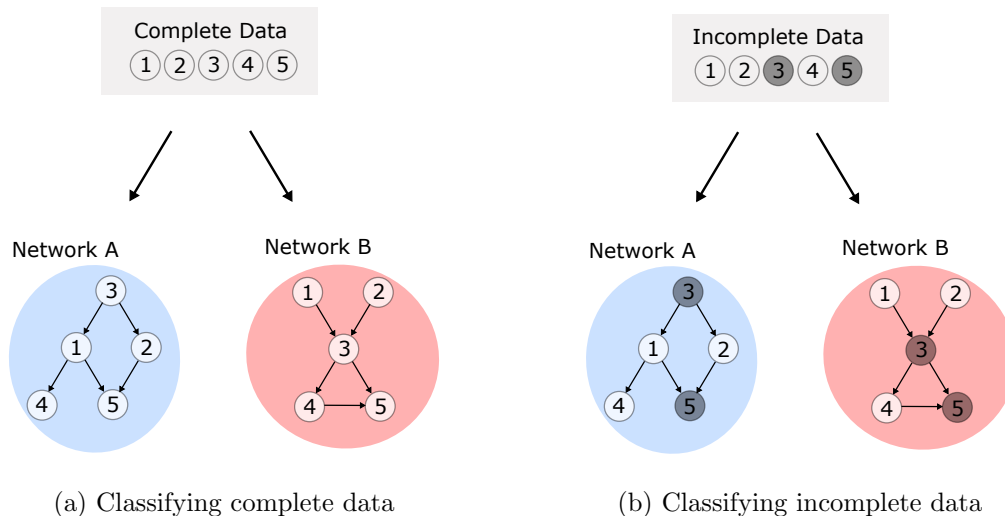 Complete Data
1 2 3 4 5
Network A
3
1 2
4 5
Network B
1 2
3
4 5
(a) Classifying complete data
Incomplete Data
1 2 3 4 5
Network A
3
1 2
4 5
Network B
1 2
3
4 5
(b) Classifying incomplete data